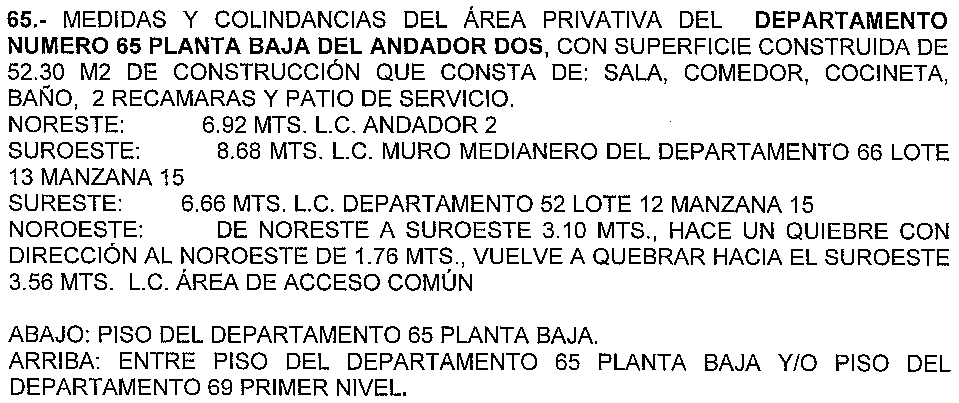 65.- MEDIDAS Y COLINDANCIAS DEL ÁREA PRIVATIVA DEL DEPARTAMENTO
NUMERO 65 PLANTA BAJA DEL ANDADOR DOS, CON SUPERFICIE CONSTRUIDA DE
52.30 M2 DE CONSTRUCCIÓN QUE CONSTA DE: SALA, COMEDOR, COCINETA,
BAÑO, 2 RECAMARAS Y PATIO DE SERVICIO.
NORESTE: 6.92 MTS. L.C. ANDADOR 2
SUROESTE: 8.68 MTS. L.C. MURO MEDIANERO DEL DEPARTAMENTO 66 LOTE
13 MANZANA 15
SURESTE: 6.66 MTS. L.C. DEPARTAMENTO 52 LOTE 12 MANZANA 15
NOROESTE: DE NORESTE A SUROESTE 3.10 MTS., HACE UN QUIEBRE CON
DIRECCIÓN AL NOROESTE DE 1.76 MTS., VUELVE A QUEBRAR HACIA EL SUROESTE
3.56 MTS. L.C. ÁREA DE ACCESO COMÚN
ABAJO: PISO DEL DEPARTAMENTO 65 PLANTA BAJA.
ARRIBA: ENTRE PISO DEL DEPARTAMENTO 65 PLANTA BAJA Y/O PISO DEL
DEPARTAMENTO 69 PRIMER NIVEL.